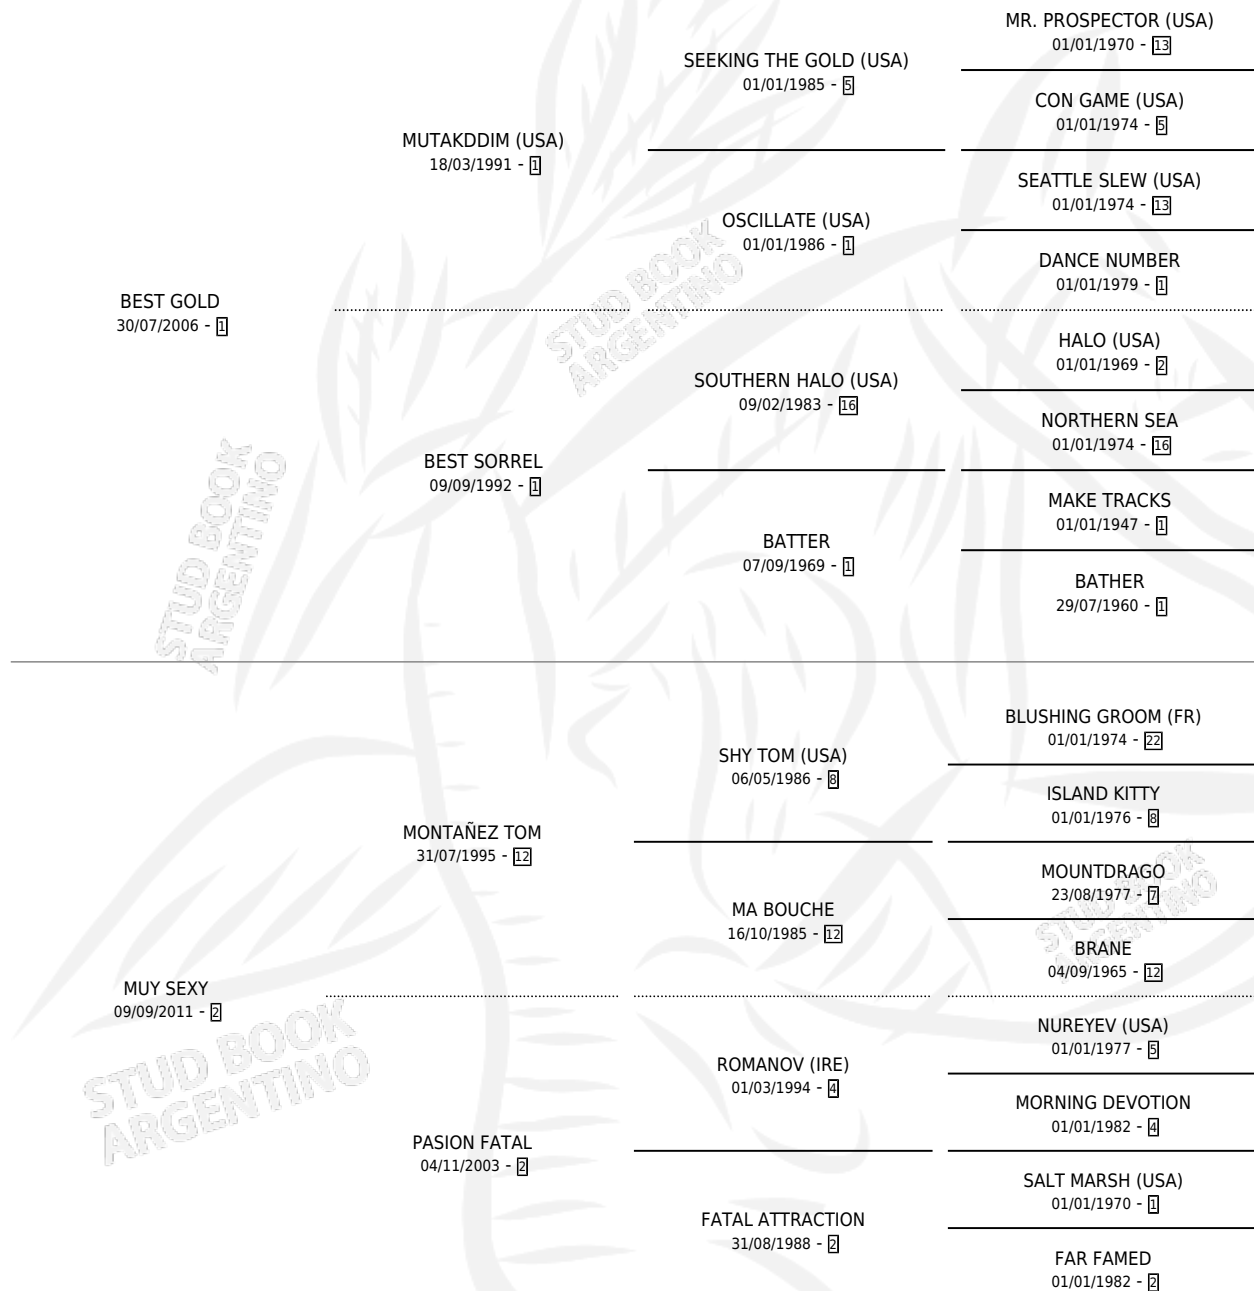 MR. PROSPECTOR (USA)
01/01/1970 - 13
SEEKING THE GOLD (USA)
01/01/1985 - 5
CON GAME (USA)
01/01/1974 - 5
MUTAKDDIM (USA)
18/03/1991 - 1
SEATTLE SLEW (USA)
01/01/1974 - 13
OSCILLATE (USA)
01/01/1986 - 1
DANCE NUMBER
01/01/1979 - 1
BEST GOLD
30/07/2006 - 1
HALO (USA)
01/01/1969 - 2
SOUTHERN HALO (USA)
09/02/1983 - 16
NORTHERN SEA
01/01/1974 - 16
BEST SORREL
09/09/1992 - 1
MAKE TRACKS
01/01/1947 - 1
BATTER
07/09/1969 - 1
BATHER
29/07/1960 - 1
BLUSHING GROOM (FR)
01/01/1974 - 22
SHY TOM (USA)
06/05/1986 - 8
ISLAND KITTY
01/01/1976 - 8
MONTAÑEZ TOM
31/07/1995 - 12
MOUNTDRAGO
23/08/1977 - 7
MA BOUCHE
16/10/1985 - 12
BRANE
04/09/1965 - 12
MUY SEXY
09/09/2011 - 2
NUREYEV (USA)
01/01/1977 - 5
ROMANOV (IRE)
01/03/1994 - 4
MORNING DEVOTION
01/01/1982 - 4
PASION FATAL
04/11/2003 - 2
SALT MARSH (USA)
01/01/1970 - 1
FATAL ATTRACTION
31/08/1988 - 2
FAR FAMED
01/01/1982 - 2
STUD BOOK
ARGENTINO
STUD BOOK
ARGENTINO
STUD BOOK
ARGENTINO
STUD BOOK
ARGENTINO